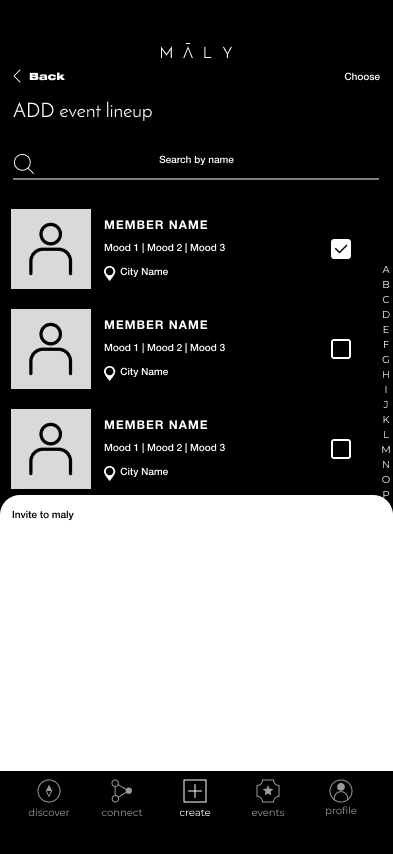 MĀLY
Back
Choose
ADD event lineup
Search by name
MEMBER NAME
Mood 1 | Mood 2 | Mood 3
City Name
MEMBER NAME
Mood 1 | Mood 2 | Mood 3
City Name
MEMBER NAME
Mood 1 | Mood 2 | Mood 3
City Name
A
B
C
D
E
F
G
H
I
J
K
L
M
N
O
P
Invite to maly
discover
connect
create
events
profile